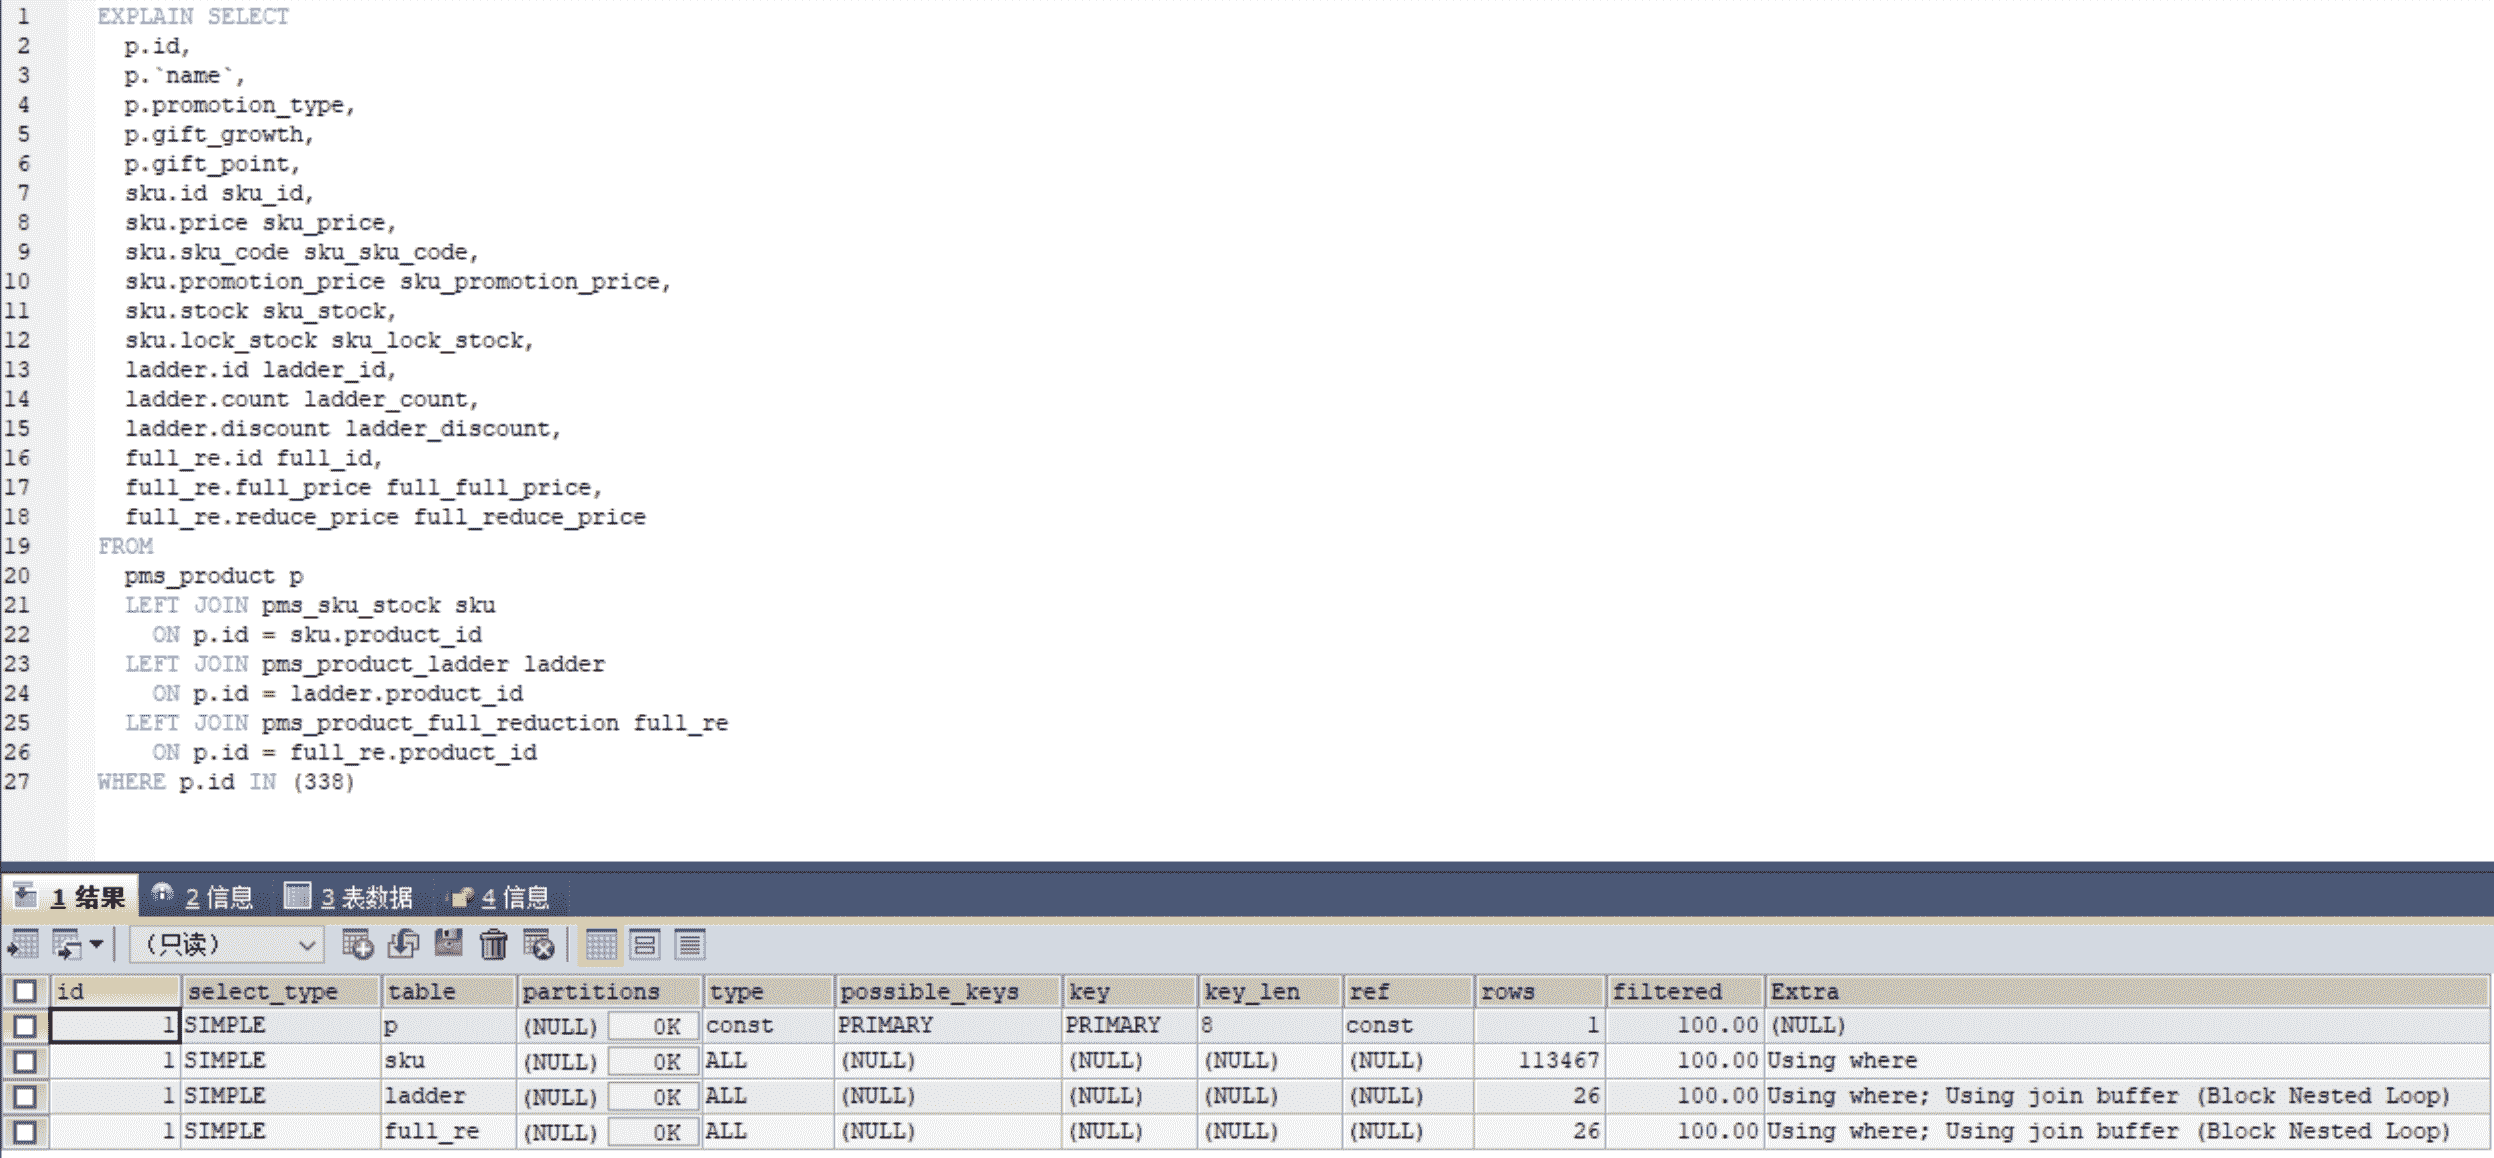 1 EXPLAIN SELECT
2 p.id,
3 p.`name`,
4 p.promotion_type,
5 p.gift_growth,
6 p.gift_point,
7 sku.id sku_id,
8 sku.price sku_price,
9 sku.sku_code sku_sku_code,
10 sku.promotion_price sku_promotion_price,
11 sku.stock sku_stock,
12 sku.lock_stock sku_lock_stock,
13 ladder.id ladder_id,
14 ladder.count ladder_count,
15 ladder.discount ladder_discount,
16 full_re.id full_id,
17 full_re.full_price full_full_price,
18 full_re.reduce_price full_reduce_price
19 FROM
20 pms_product p
21 LEFT JOIN pms_sku_stock sku
22 ON p.id = sku.product_id
23 LEFT JOIN pms_product_ladder ladder
24 ON p.id = ladder.product_id
25 LEFT JOIN pms_product_full_reduction full_re
26 ON p.id = full_re.product_id
27 WHERE p.id IN (338)
1 结果 2 信息 3 表数据 4 信息
（只读）
id select_type table partitions type possible_keys key key_len ref rows filtered Extra
1 SIMPLE p (NULL) 0K const PRIMARY PRIMARY 8 const 1 100.00 (NULL)
1 SIMPLE sku (NULL) 0K ALL (NULL) (NULL) (NULL) (NULL) 113467 100.00 Using where
1 SIMPLE ladder (NULL) 0K ALL (NULL) (NULL) (NULL) (NULL) 26 100.00 Using where; Using join buffer (Block Nested Loop)
1 SIMPLE full_re (NULL) 0K ALL (NULL) (NULL) (NULL) (NULL) 26 100.00 Using where; Using join buffer (Block Nested Loop)